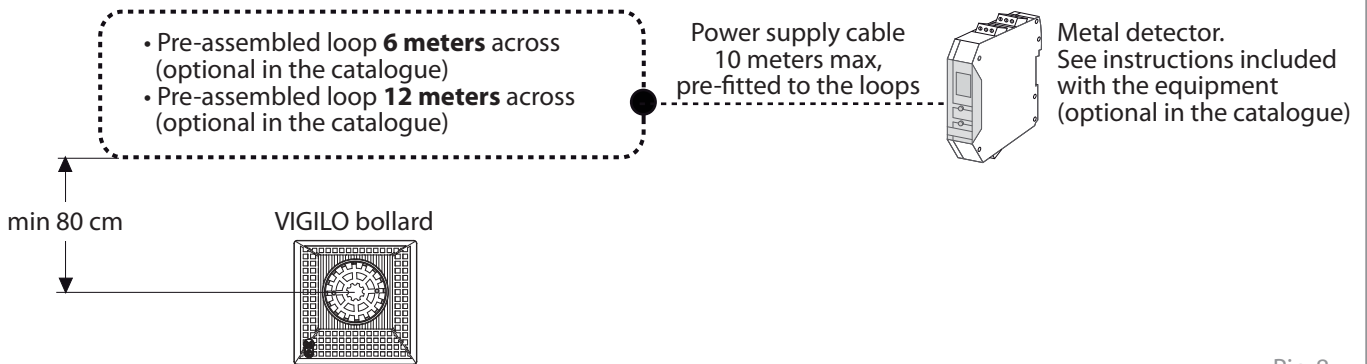 • Pre-assembled loop 6 meters across
(optional in the catalogue)
• Pre-assembled loop 12 meters across
(optional in the catalogue)
Power supply cable
10 meters max,
pre-fitted to the loops
Metal detector.
See instructions included
with the equipment
(optional in the catalogue)
min 80 cm
VIGILO bollard